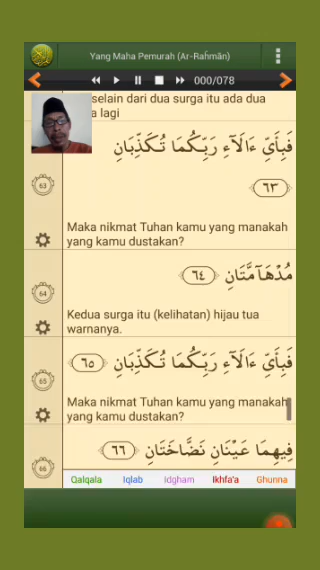 Yang Maha Pemurah (Ar-Raĥmān)
000/078
selain dari dua surga itu ada dua
lagi
فَبِأَيِّ ءَالَآءِ رَبِّكُمَا تُكَذِّبَانِ
﴿٦٣﴾
63
Maka nikmat Tuhan kamu yang manakah
yang kamu dustakan?
مُدْهَآمَّتَانِ ﴿٦٤﴾
64
Kedua surga itu (kelihatan) hijau tua
warnanya.
فَبِأَيِّ ءَالَآءِ رَبِّكُمَا تُكَذِّبَانِ ﴿٦٥﴾
65
Maka nikmat Tuhan kamu yang manakah
yang kamu dustakan?
فِيهِمَا عَيْنَانِ نَضَّاخَتَانِ ﴿٦٦﴾
66
Qalqala Iqlab Idgham Ikhfa'a Ghunna